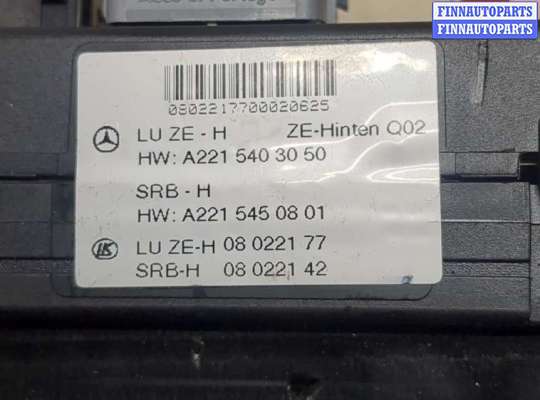 FINNAUTOPARTS
FINNAUTOPARTS
0802217700020625
LU ZE - H ZE-Hinten Q02
HW: A221 540 30 50
SRB - H
HW: A221 545 08 01
LK LU ZE-H 08 0221 77
SRB-H 08 0221 42